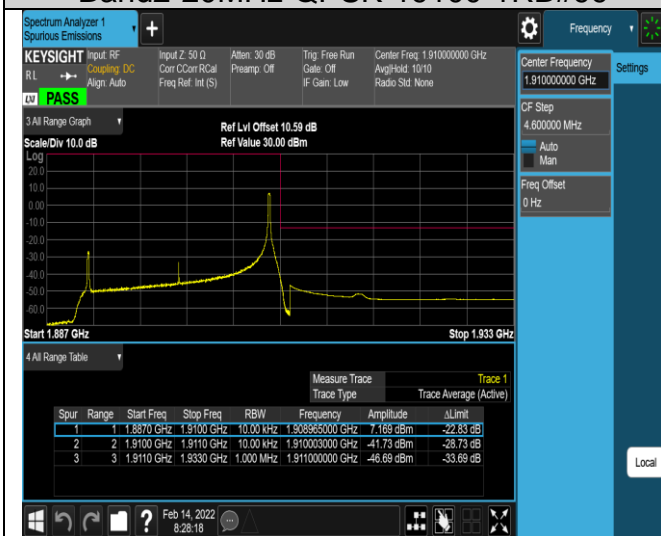 Spectrum Analyzer 1
Spurious Emissions
Frequency
KEYSIGHT
R L
PASS
Input: RF
Coupling: DC
Align: Auto
Input Z: 50 Ω
Corr CCorr RCal
Freq Ref: Int (S)
Atten: 30 dB
Preamp: Off
Trig: Free Run
Gate: Off
IF Gain: Low
Center Freq: 1.910000000 GHz
Avg|Hold: 10/10
Radio Std: None
3 All Range Graph
Scale/Div 10.0 dB
Ref Lvl Offset 10.59 dB
Ref Value 30.00 dBm
Log
20.0
10.0
0.00
-10.0
-20.0
-30.0
-40.0
-50.0
-60.0
Start 1.887 GHz
Stop 1.933 GHz
4 All Range Table
Measure Trace Trace 1
Trace Type Trace Average (Active)
Spur Range Start Freq Stop Freq RBW Frequency Amplitude ΔLimit
1 1 1.8870 GHz 1.9100 GHz 10.00 kHz 1.908965000 GHz 7.169 dBm -22.83 dB
2 2 1.9100 GHz 1.9110 GHz 10.00 kHz 1.910003000 GHz -41.73 dBm -28.73 dB
3 3 1.9110 GHz 1.9330 GHz 1.000 MHz 1.911000000 GHz -46.69 dBm -33.69 dB
Center Frequency
1.910000000 GHz
Settings
CF Step
4.600000 MHz
Auto
Man
Freq Offset
0 Hz
Local
Feb 14, 2022
8:28:18